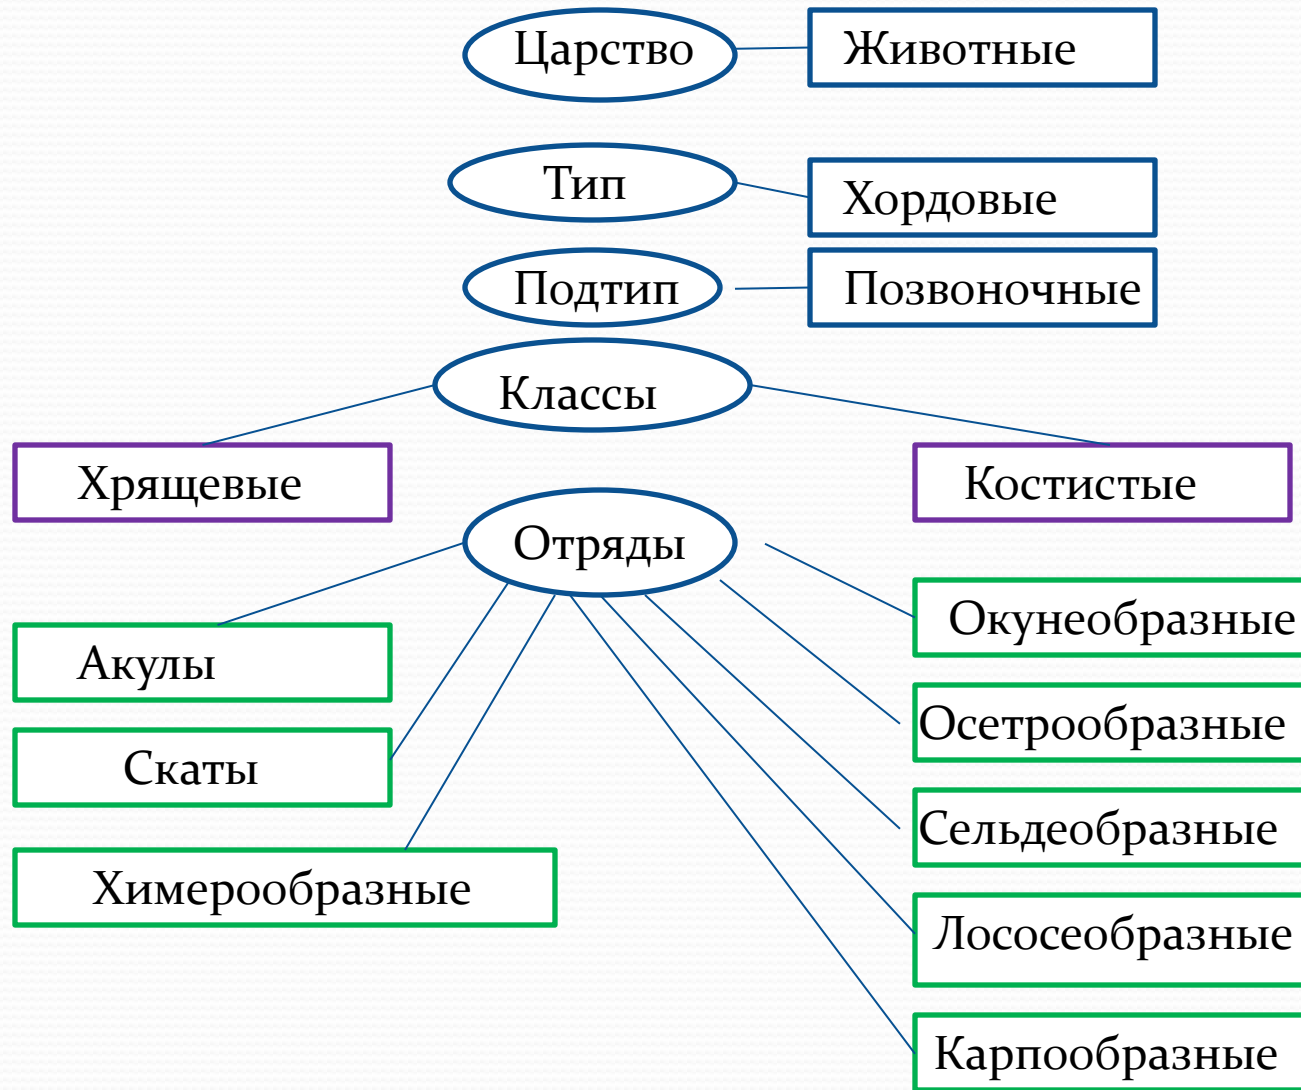 Царство
Животные
Тип
Хордовые
Подтип
Позвоночные
Классы
Хрящевые
Костистые
Отряды
Акулы
Скаты
Химерообразные
Окунеобразные
Осетрообразные
Сельдеобразные
Лососеобразные
Карпообразные